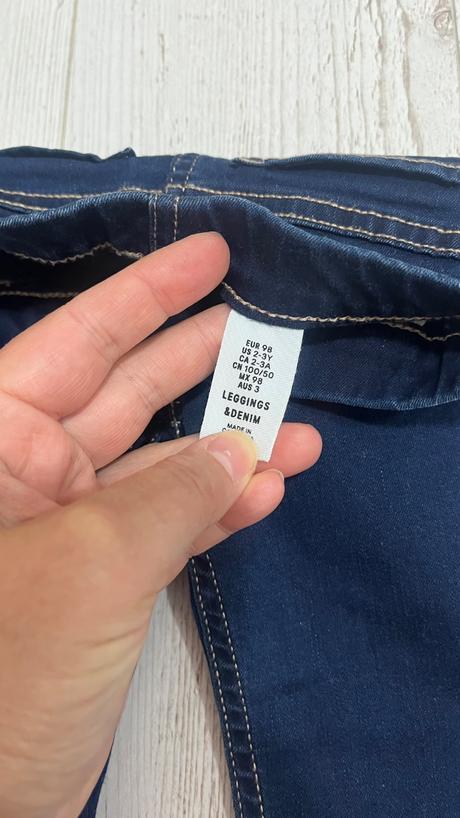 EUR 98
US 2-3Y
CA 2-3A
CN 100/50
MX 98
AUS 3
LEGGINGS
&DENIM
MADE IN